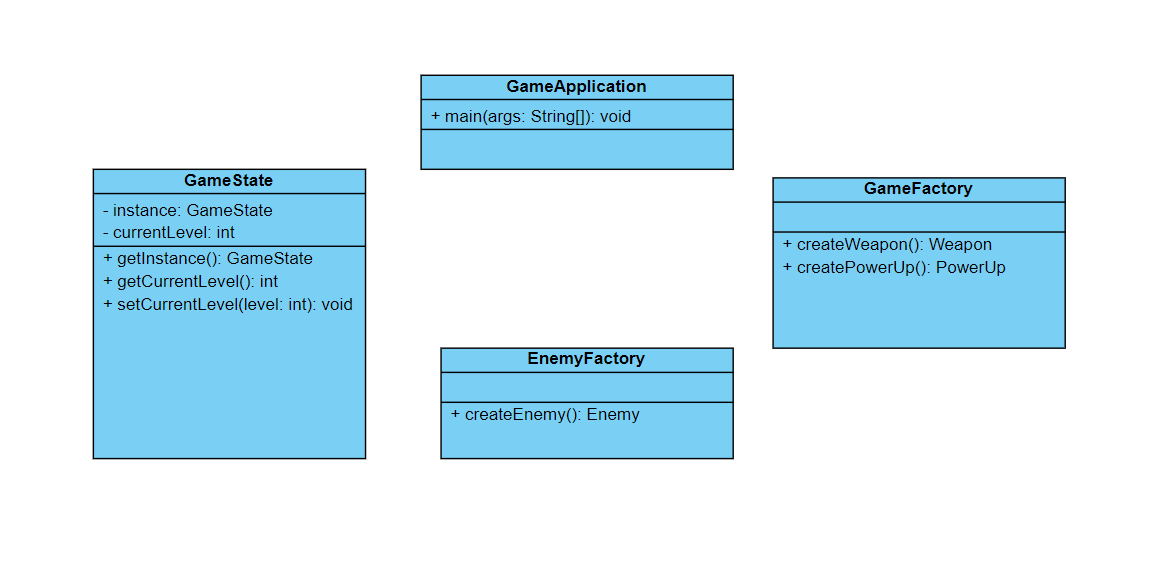 GameApplication
+ main(args: String[]): void
GameState
- instance: GameState
- currentLevel: int
+ getInstance(): GameState
+ getCurrentLevel(): int
+ setCurrentLevel(level: int): void
GameFactory
+ createWeapon(): Weapon
+ createPowerUp(): PowerUp
EnemyFactory
+ createEnemy(): Enemy